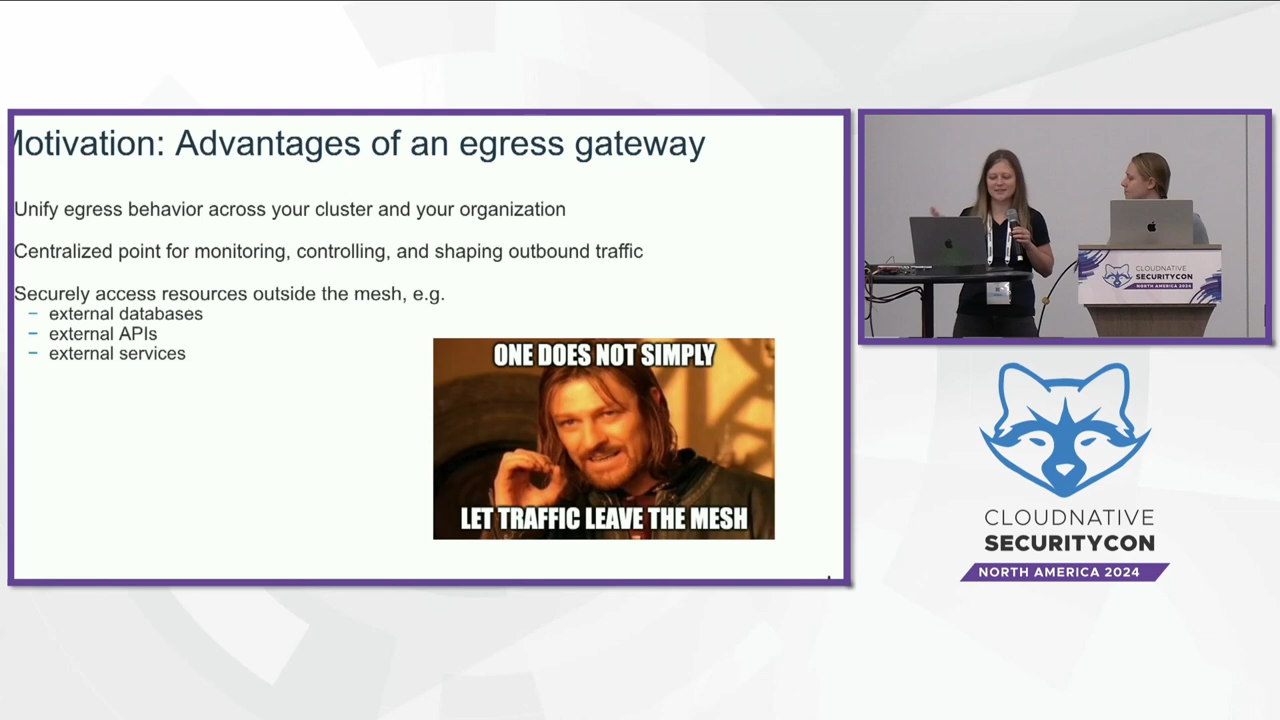 Motivation: Advantages of an egress gateway
Unify egress behavior across your cluster and your organization
Centralized point for monitoring, controlling, and shaping outbound traffic
Securely access resources outside the mesh, e.g.
– external databases
– external APIs
– external services
ONE DOES NOT SIMPLY
LET TRAFFIC LEAVE THE MESH
CLOUDNATIVE
SECURITYCON
NORTH AMERICA 2024
CLOUDNATIVE
SECURITYCON
NORTH AMERICA 2024